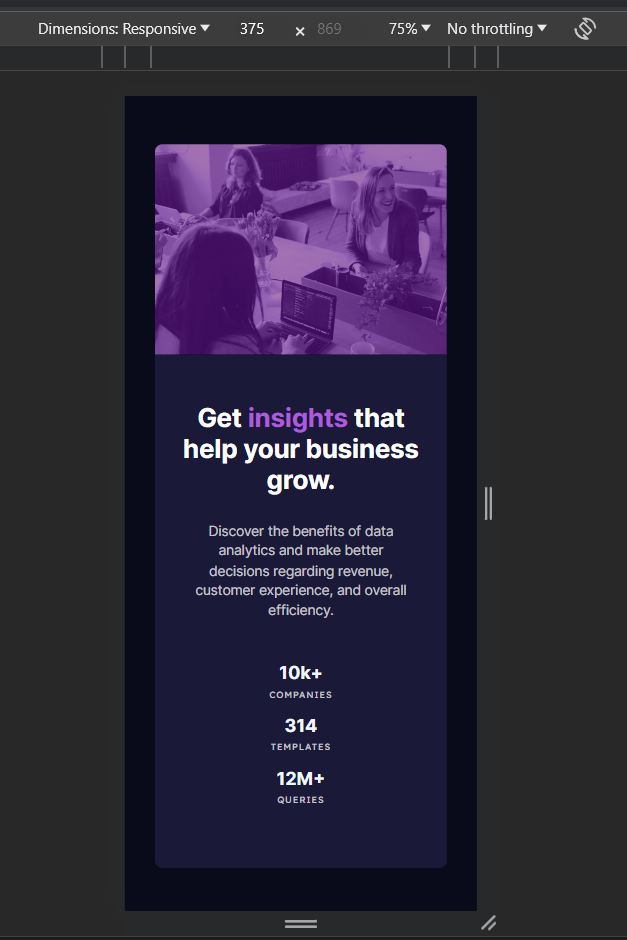 Dimensions: Responsive 375 × 869 75% No throttling
Get insights that
help your business
grow.
Discover the benefits of data
analytics and make better
decisions regarding revenue,
customer experience, and overall
efficiency.
10k+
COMPANIES
314
TEMPLATES
12M+
QUERIES